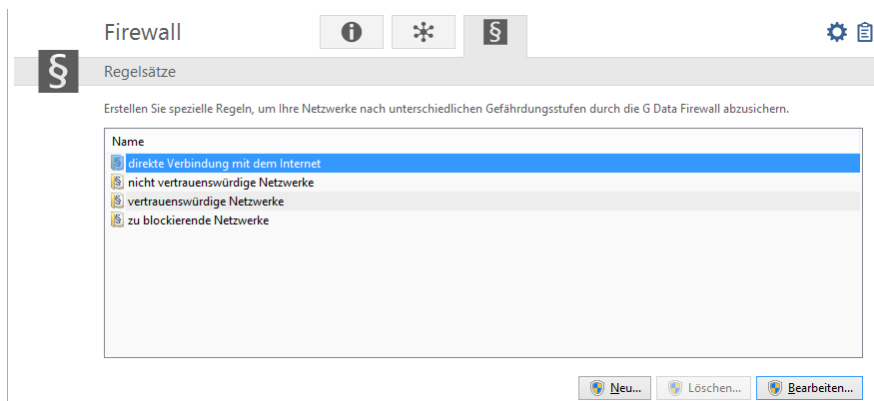 Firewall
§
§ Regelsätze
Erstellen Sie spezielle Regeln, um Ihre Netzwerke nach unterschiedlichen Gefährdungsstufen durch die G Data Firewall abzusichern.
Name
§ direkte Verbindung mit dem Internet
§ nicht vertrauenswürdige Netzwerke
§ vertrauenswürdige Netzwerke
§ zu blockierende Netzwerke
Neu... Löschen... Bearbeiten...